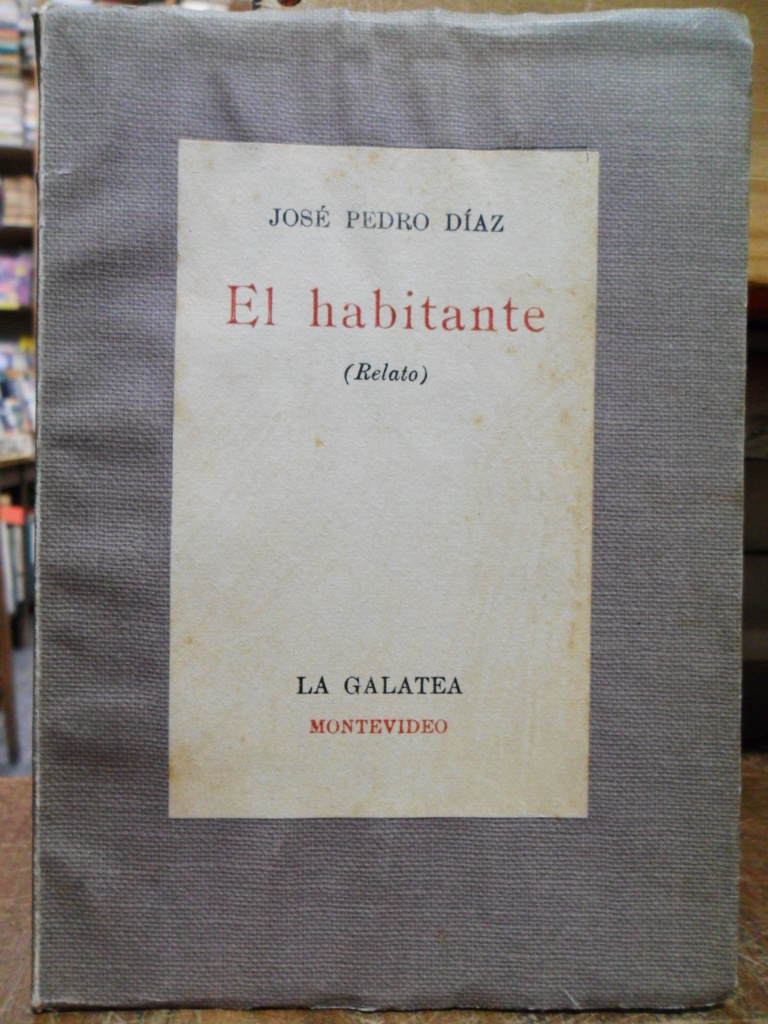 JOSÉ PEDRO DÍAZ
El habitante
(Relato)
LA GALATEA
MONTEVIDEO